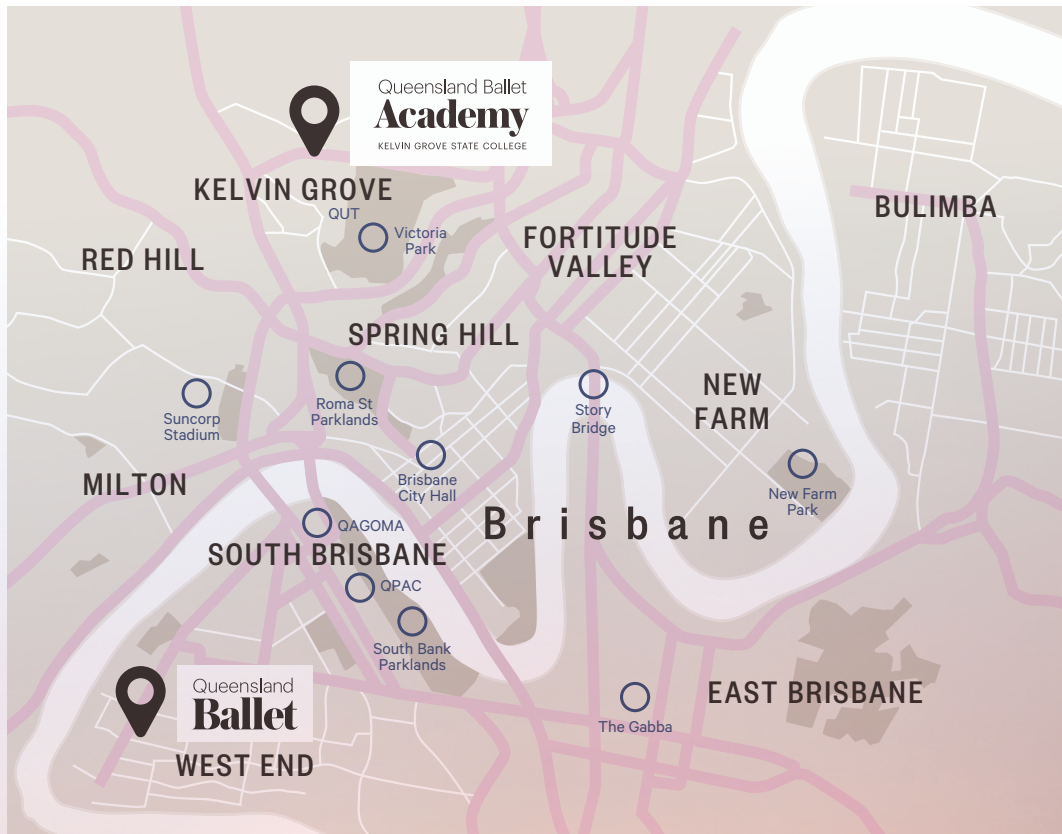 Queensland Ballet
Academy
KELVIN GROVE STATE COLLEGE
KELVIN GROVE
QUT
Victoria
Park
BULIMBA
FORTITUDE
VALLEY
RED HILL
SPRING HILL
Suncorp
Stadium
Roma St
Parklands
Story
Bridge
NEW
FARM
MILTON
Brisbane
City Hall
New Farm
Park
QAGOMA
Brisbane
SOUTH BRISBANE
QPAC
South Bank
Parklands
Queensland
Ballet
WEST END
The Gabba
EAST BRISBANE